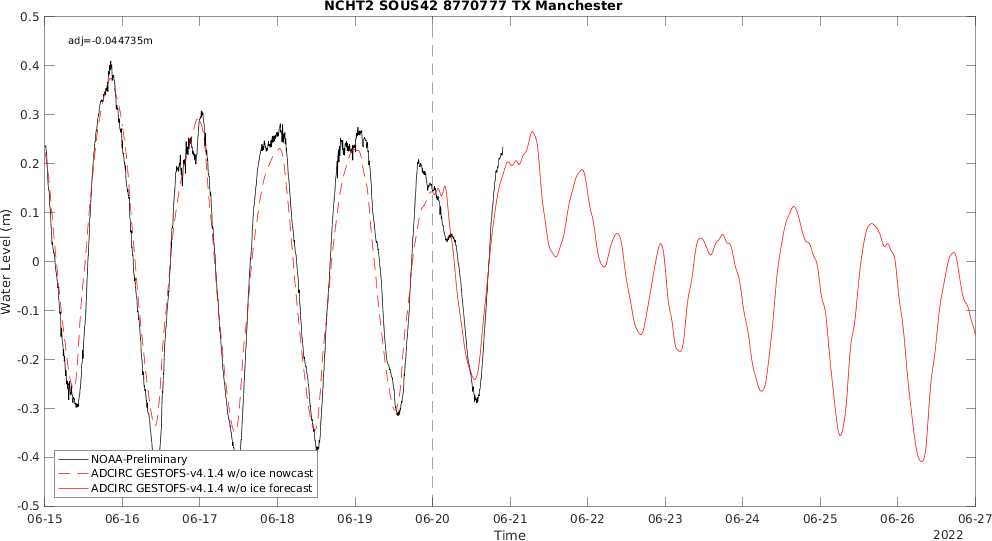 NCHT2 SOUS42 8770777 TX Manchester
adj=-0.044735m
0.5
0.4
0.3
0.2
0.1
0
-0.1
-0.2
-0.3
-0.4
-0.5
Water Level (m)
NOAA-Preliminary
ADCIRC GESTOFS-v4.1.4 w/o ice nowcast
ADCIRC GESTOFS-v4.1.4 w/o ice forecast
06-15 06-16 06-17 06-18 06-19 06-20 06-21 06-22 06-23 06-24 06-25 06-26 06-27
Time
2022